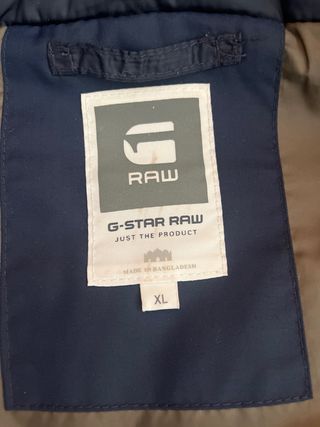 G
RAW
G-STAR RAW
JUST THE PRODUCT
MADE IN BANGLADESH
XL